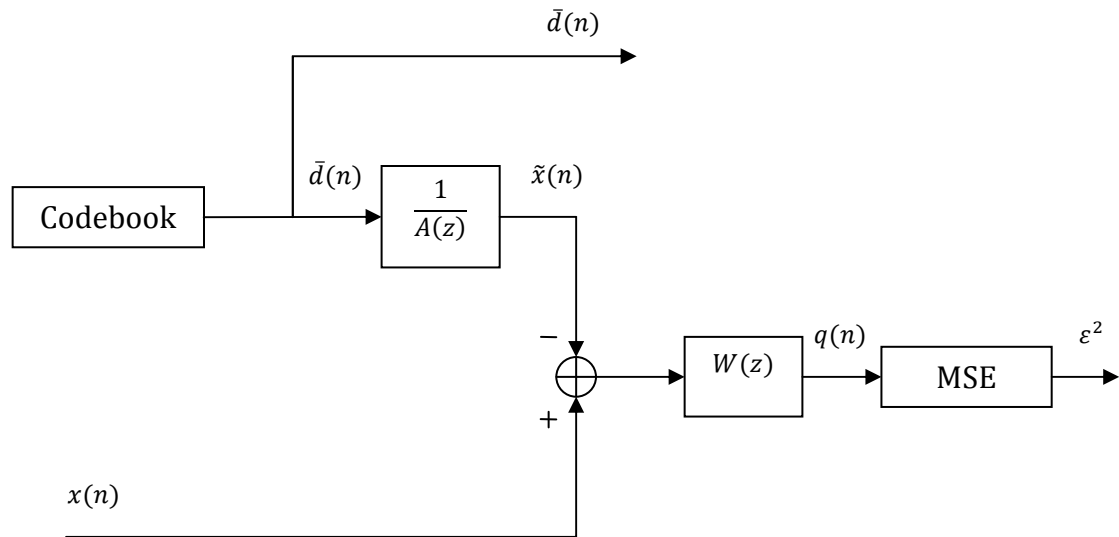 d̄(n)
d̄(n)
x̃(n)
Codebook
1
A(z)
−
W(z)
q(n)
MSE
ε²
+
x(n)